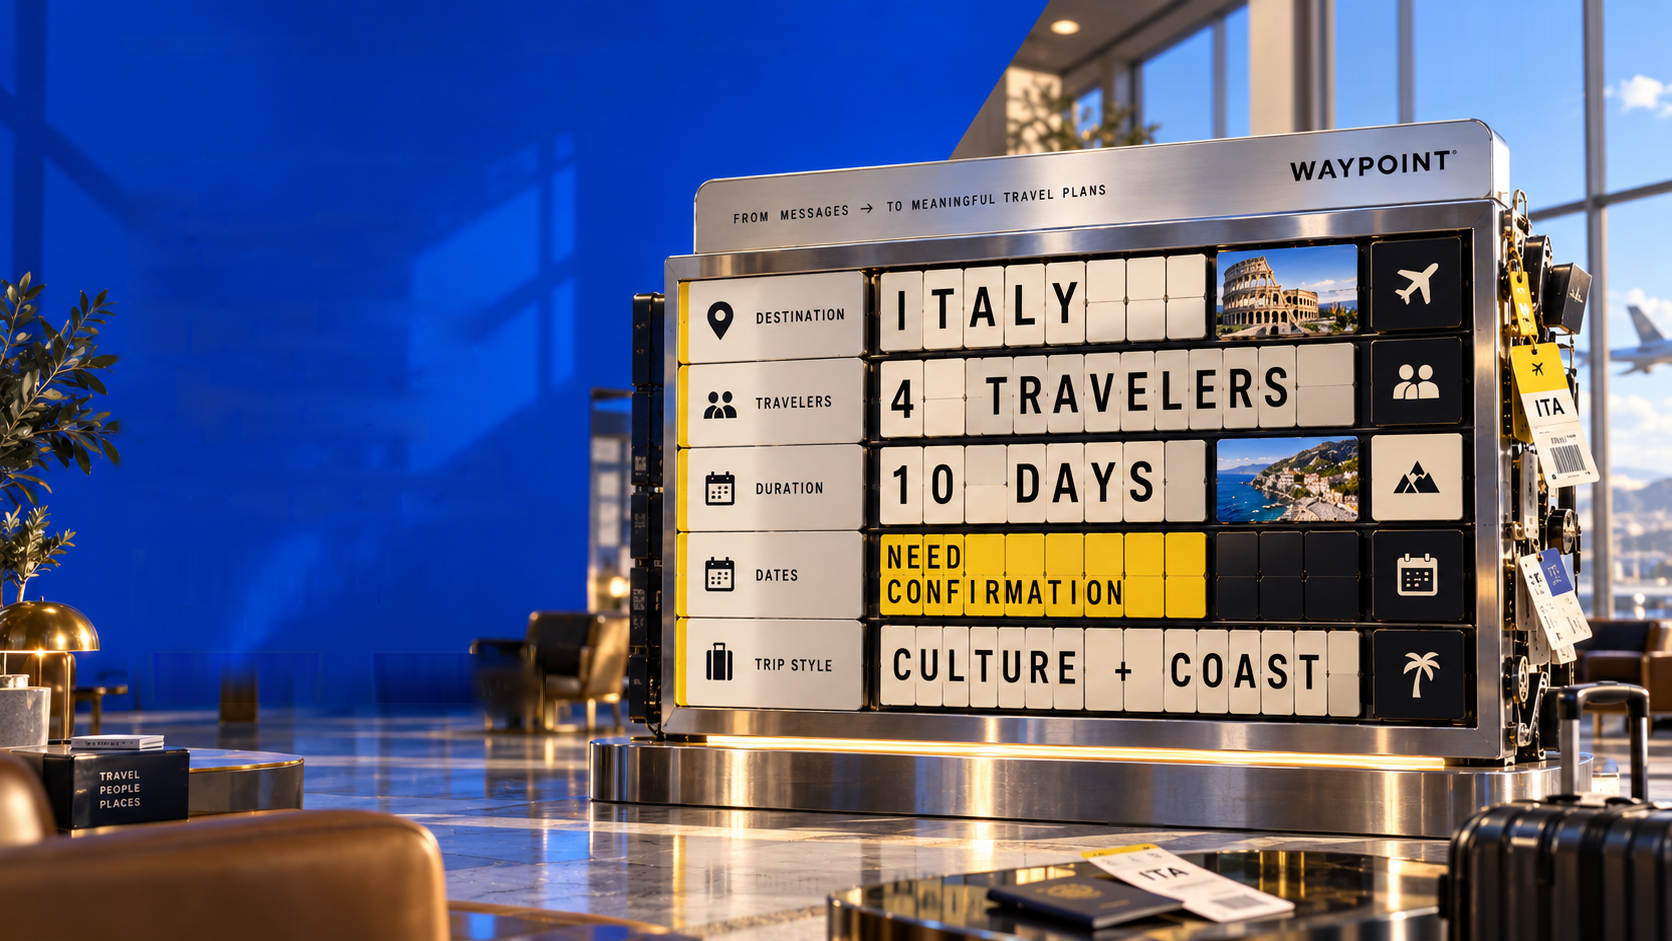 WAYPOINT
FROM MESSAGES → TO MEANINGFUL TRAVEL PLANS
DESTINATION
ITALY
TRAVELERS
4 TRAVELERS
DURATION
10 DAYS
DATES
NEED
CONFIRMATION
TRIP STYLE
CULTURE + COAST
ITA
TRAVEL
PEOPLE
PLACES
ITA